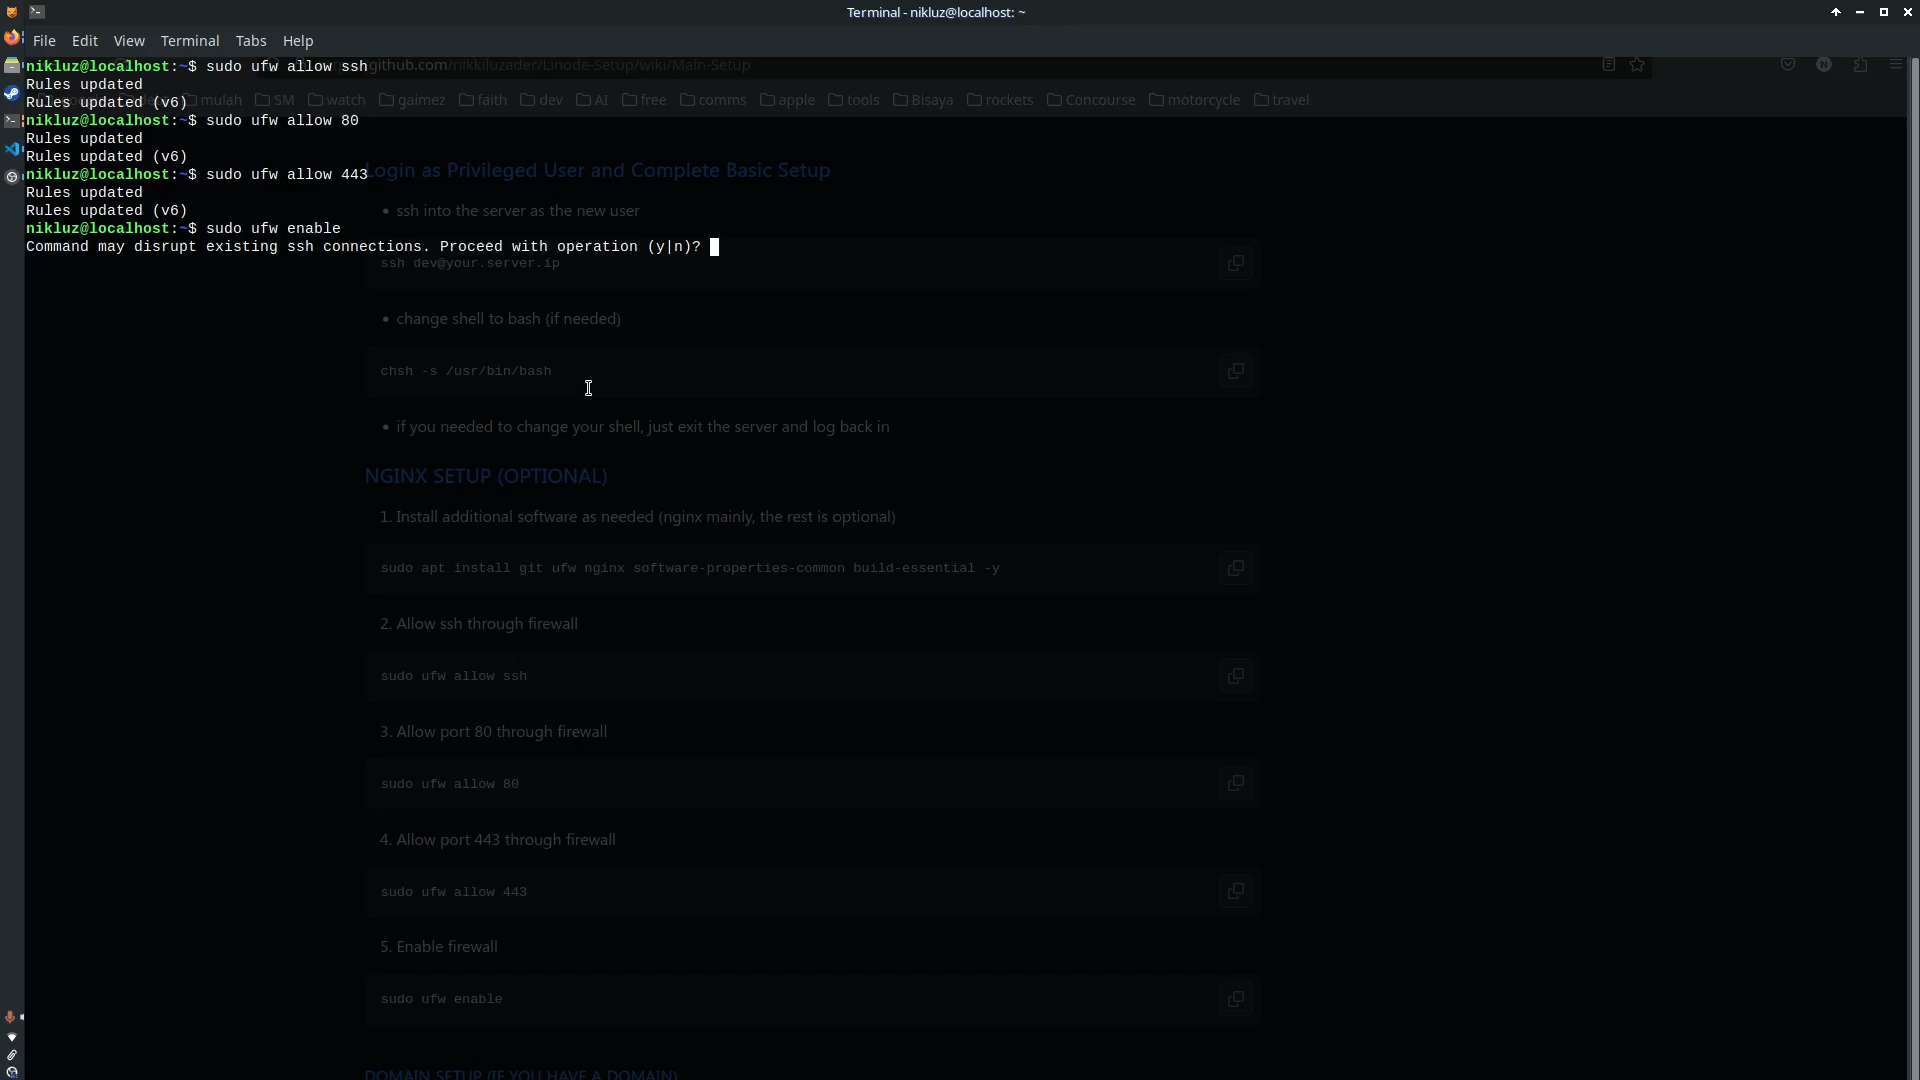 Terminal - nikluz@localhost: ~
File Edit View Terminal Tabs Help
nikluz@localhost:~$ sudo ufw allow ssh
github.com/nikkiluzader/Linode-Setup/wiki/Main-Setup
Rules updated
Rules updated (v6)
mulah SM watch gaimez faith dev AI free comms apple tools Bisaya rockets Concourse motorcycle travel
nikluz@localhost:~$ sudo ufw allow 80
Rules updated
Rules updated (v6)
nikluz@localhost:~$ sudo ufw allow 443
Login as Privileged User and Complete Basic Setup
Rules updated
Rules updated (v6)
• ssh into the server as the new user
nikluz@localhost:~$ sudo ufw enable
Command may disrupt existing ssh connections. Proceed with operation (y|n)?
ssh dev@your.server.ip
• change shell to bash (if needed)
chsh -s /usr/bin/bash
• if you needed to change your shell, just exit the server and log back in
NGINX SETUP (OPTIONAL)
1. Install additional software as needed (nginx mainly, the rest is optional)
sudo apt install git ufw nginx software-properties-common build-essential -y
2. Allow ssh through firewall
sudo ufw allow ssh
3. Allow port 80 through firewall
sudo ufw allow 80
4. Allow port 443 through firewall
sudo ufw allow 443
5. Enable firewall
sudo ufw enable
DOMAIN SETUP (IF YOU HAVE A DOMAIN)